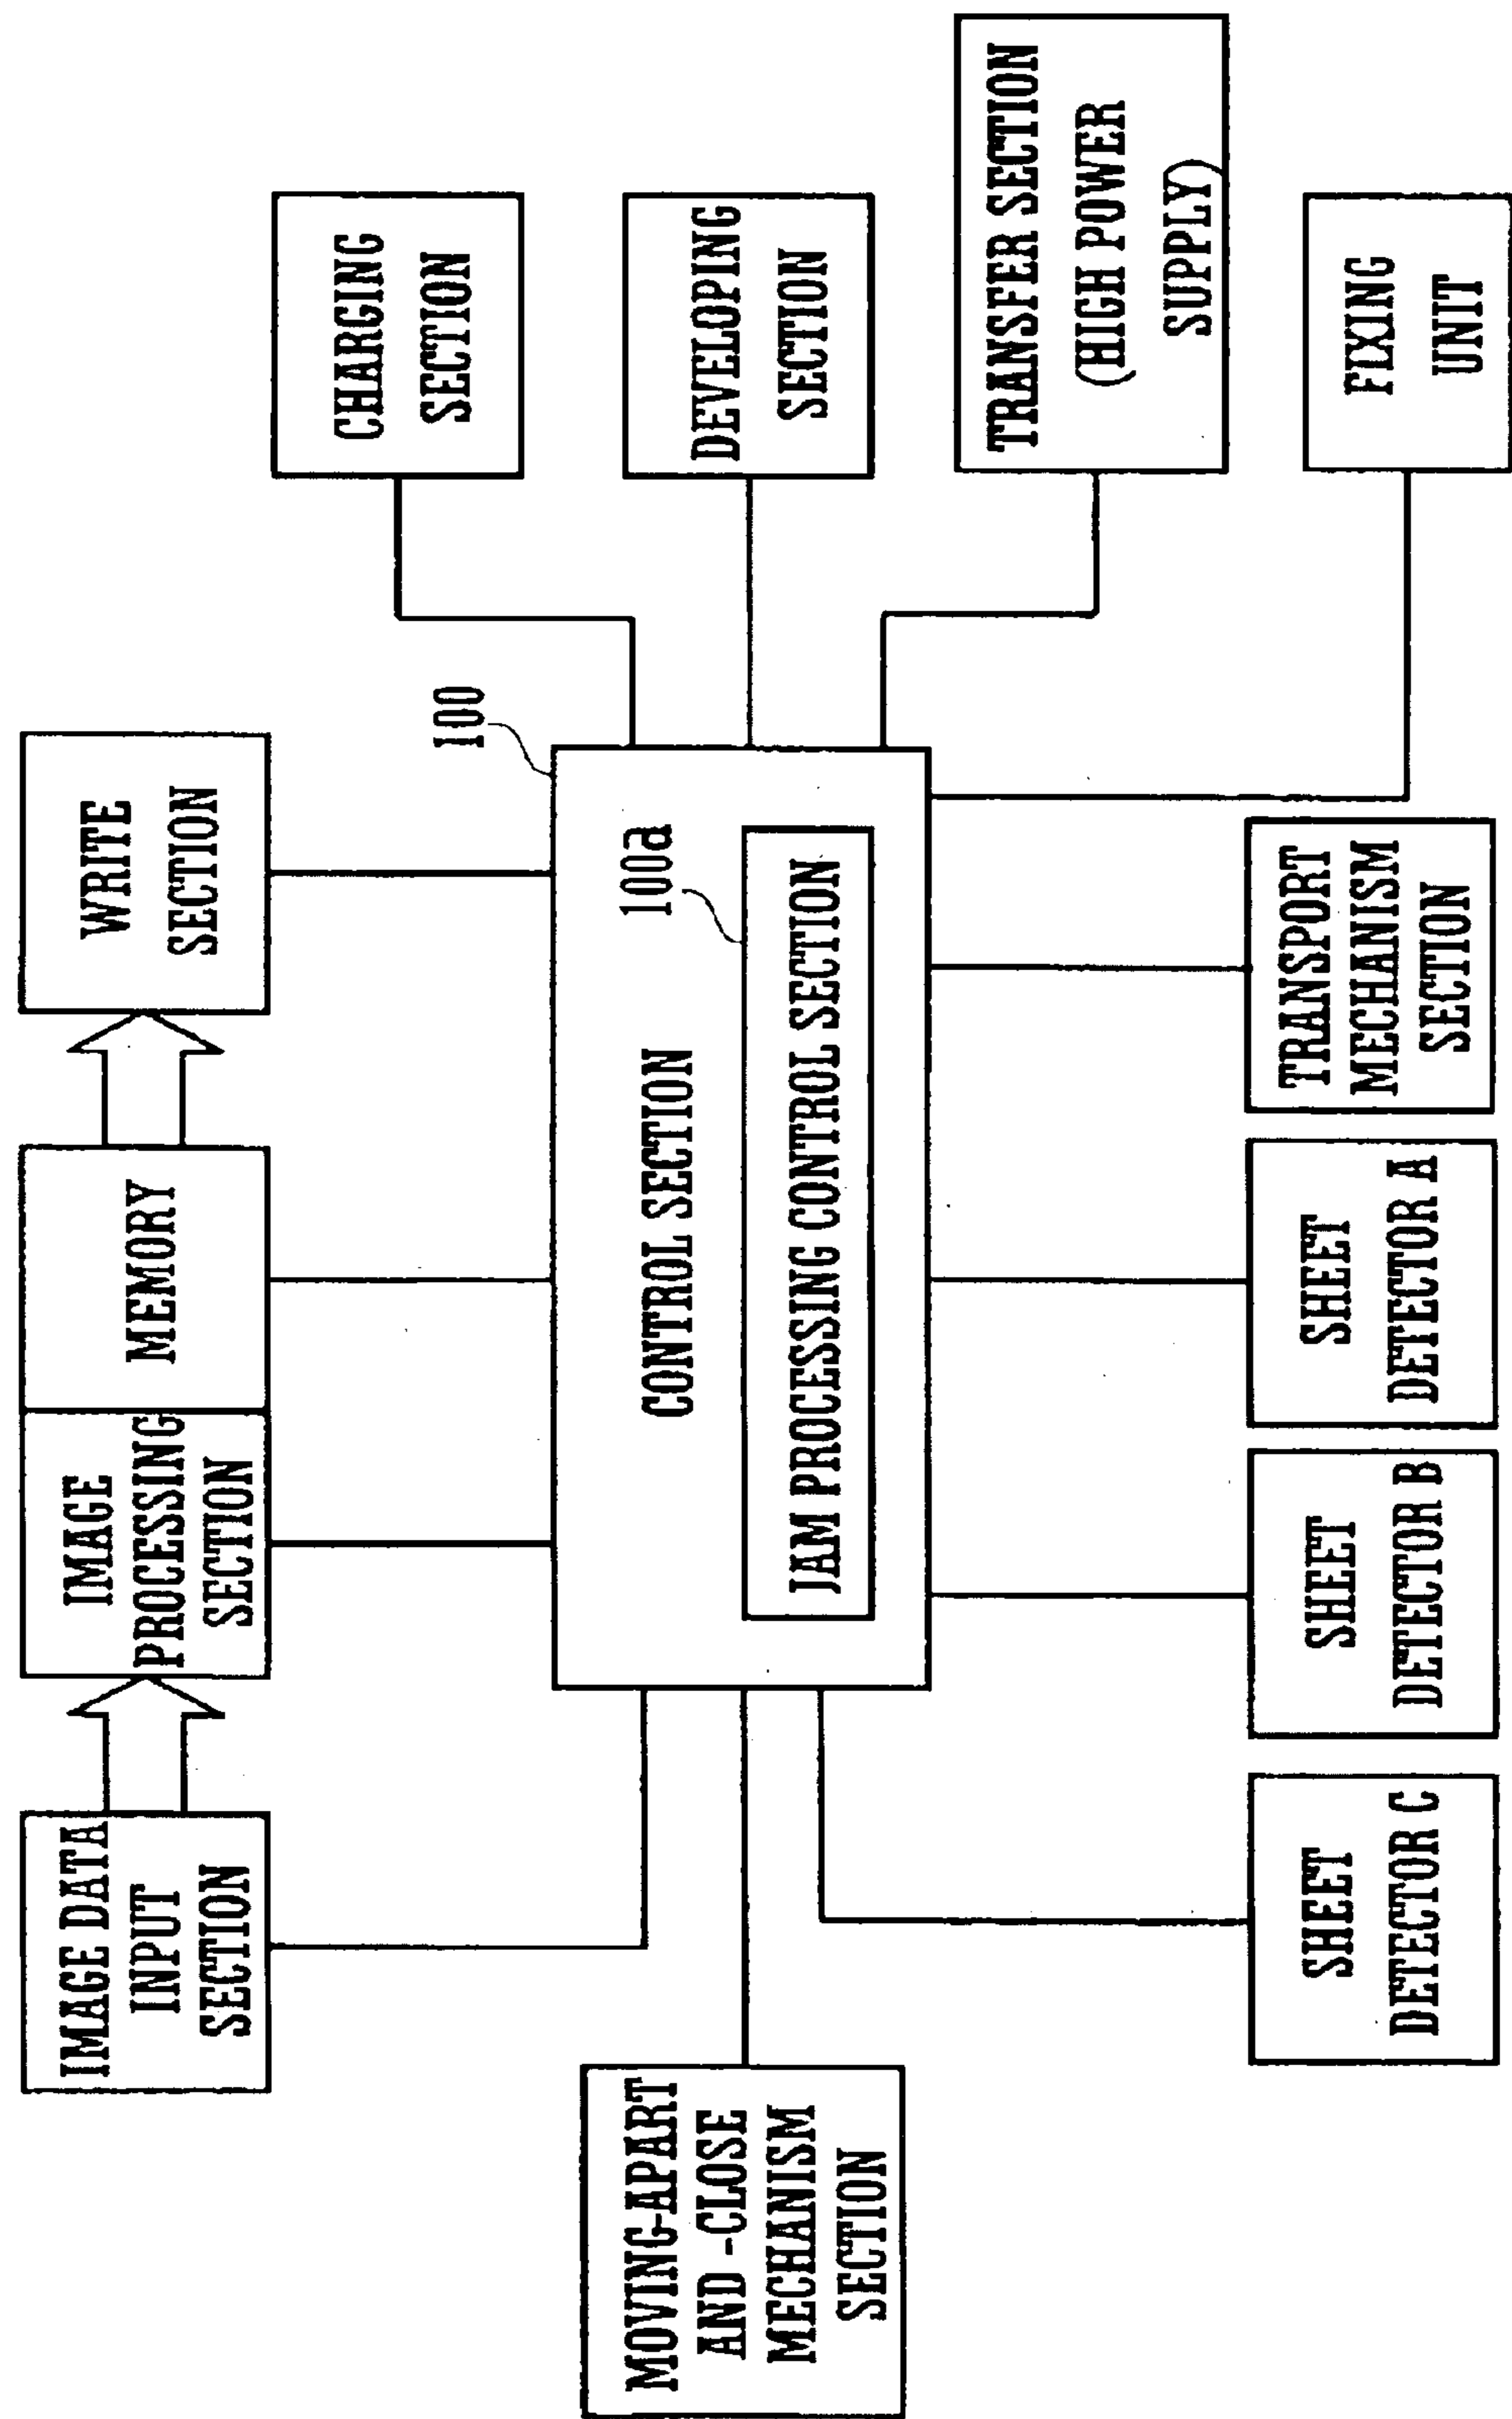 IMAGE DATA
INPUT
SECTION
IMAGE
PROCESSING
SECTION
MEMORY
WRITE
SECTION
100
CHARGING
SECTION
DEVELOPING
SECTION
TRANSFER SECTION
(HIGH POWER
SUPPLY)
FIXING
UNIT
MOVING-APART
AND -CLOSE
MECHANISM
SECTION
CONTROL SECTION
100a
JAM PROCESSING CONTROL SECTION
SHEET
DETECTOR C
SHEET
DETECTOR B
SHEET
DETECTOR A
TRANSPORT
MECHANISM
SECTION